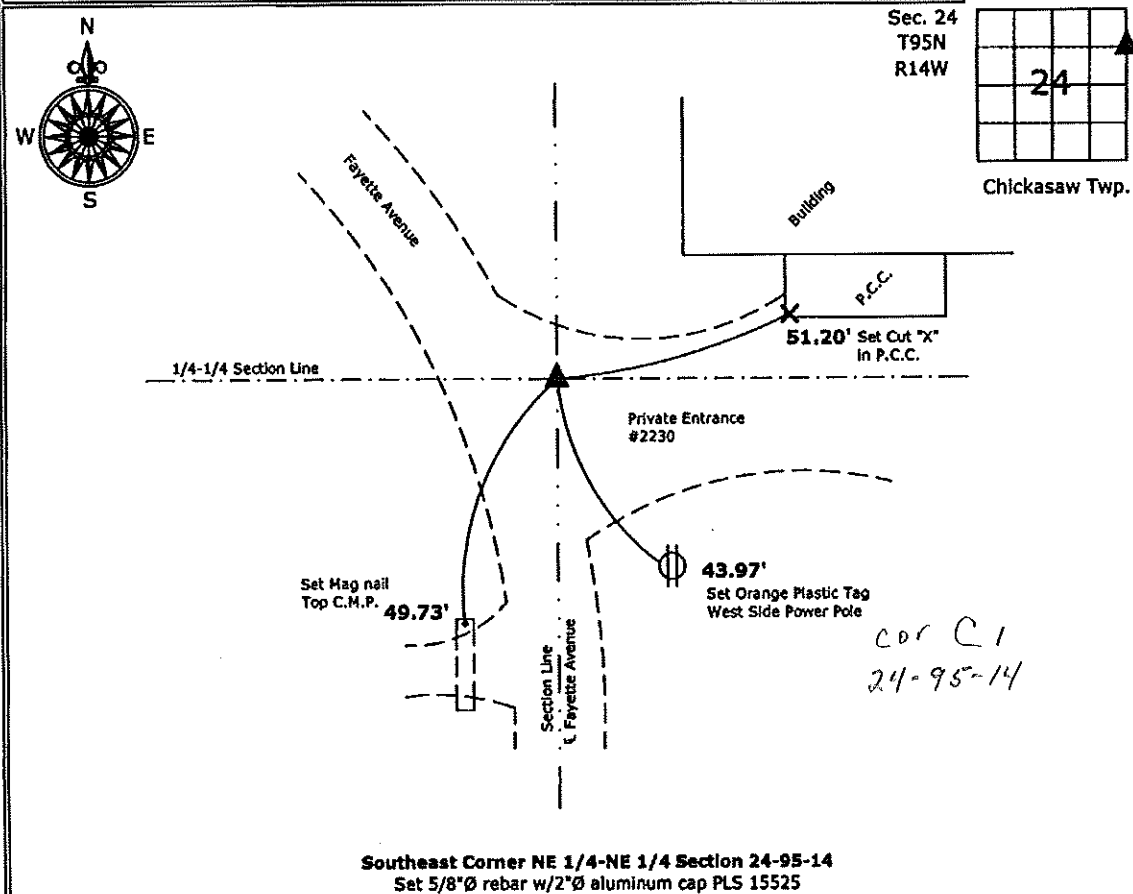 Sec. 24
T95N
R14W
24
Chickasaw Twp.
N
W
E
S
Fayette Avenue
Building
P.C.C.
51.20' Set Cut "X"
in P.C.C.
1/4-1/4 Section Line
Private Entrance
#2230
Set Mag nail
Top C.M.P. 49.73'
43.97'
Set Orange Plastic Tag
West Side Power Pole
Section Line
℄ Fayette Avenue
cor C1
24-95-14
Southeast Corner NE 1/4-NE 1/4 Section 24-95-14
Set 5/8"Ø rebar w/2"Ø aluminum cap PLS 15525